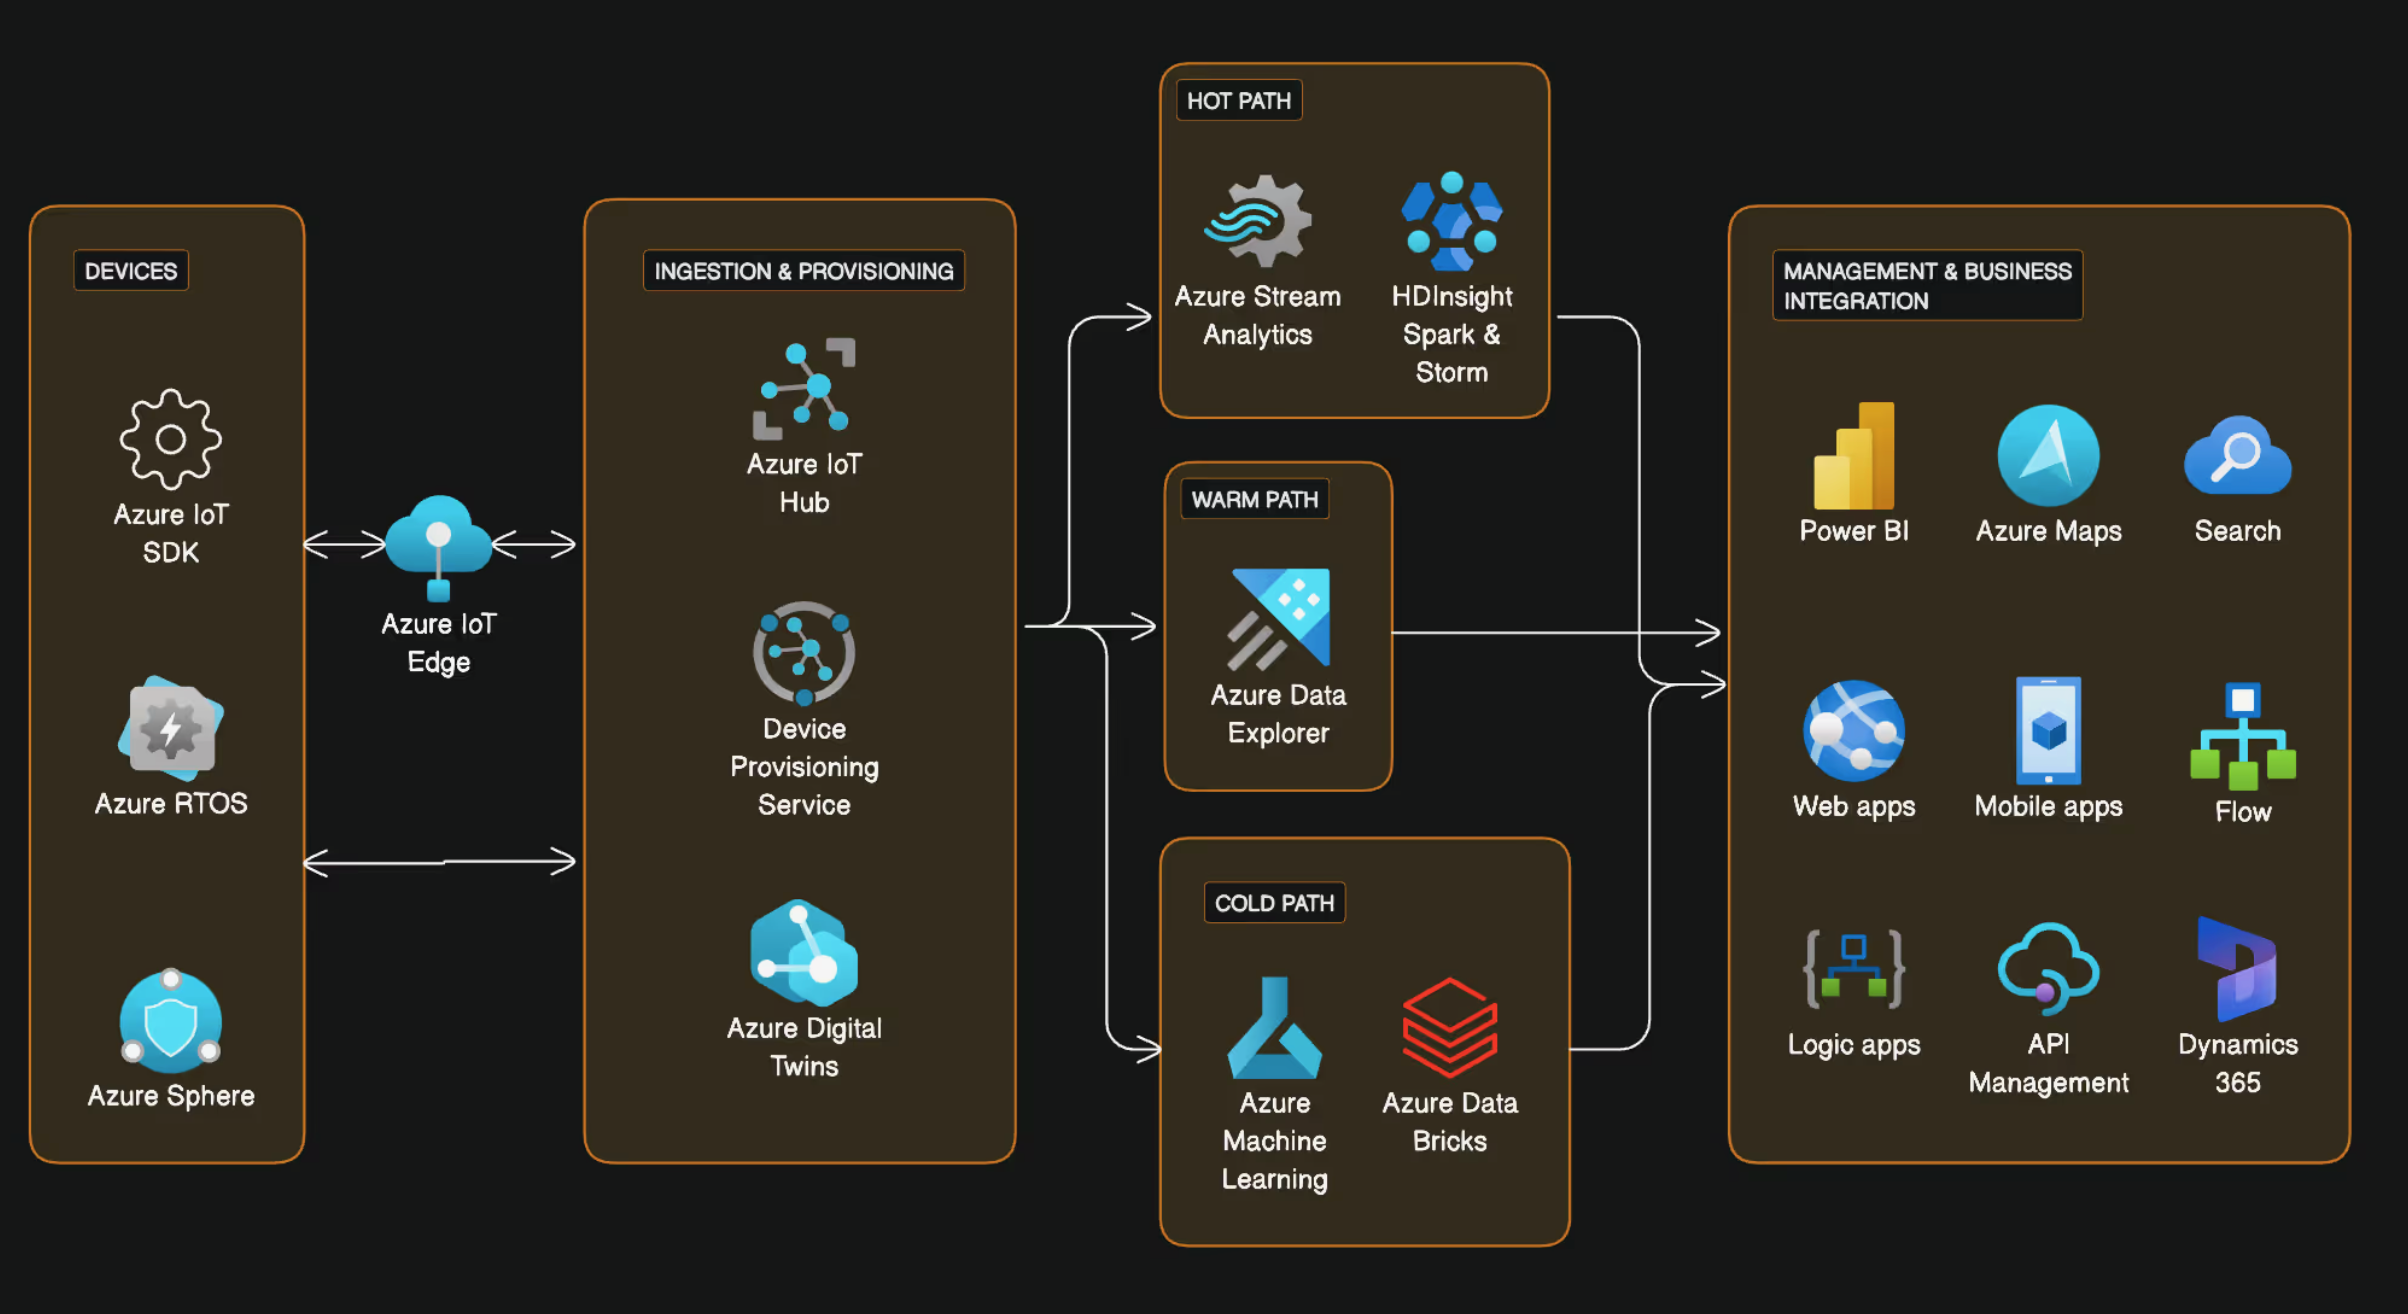 DEVICES
Azure IoT
SDK
Azure RTOS
Azure Sphere
Azure IoT
Edge
INGESTION & PROVISIONING
Azure IoT
Hub
Device
Provisioning
Service
Azure Digital
Twins
HOT PATH
Azure Stream
Analytics
HDInsight
Spark &
Storm
WARM PATH
Azure Data
Explorer
COLD PATH
Azure
Machine
Learning
Azure Data
Bricks
MANAGEMENT & BUSINESS
INTEGRATION
Power BI
Azure Maps
Search
Web apps
Mobile apps
Flow
Logic apps
API
Management
Dynamics
365